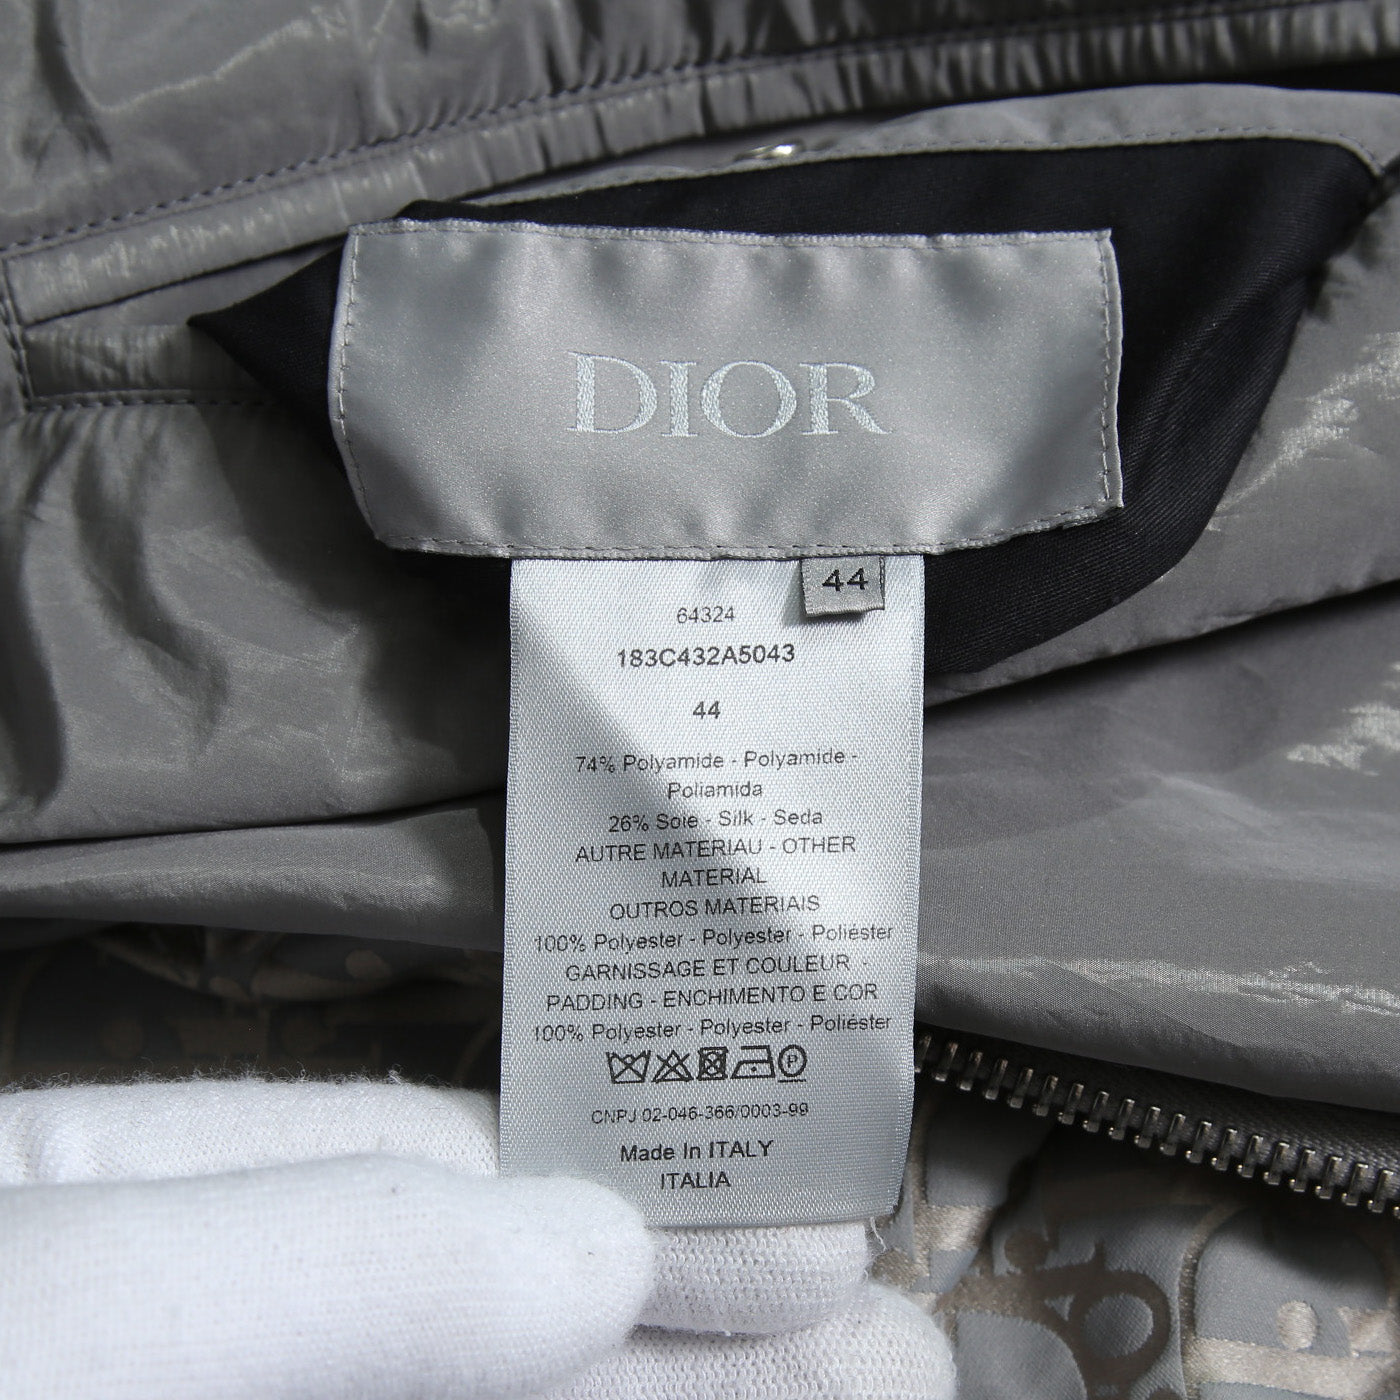 DIOR
44
64324
183C432A5043
44
74% Polyamide - Polyamide -
Poliamida
26% Soie - Silk - Seda
AUTRE MATERIAU - OTHER
MATERIAL
OUTROS MATERIAIS
100% Polyester - Polyester - Poliéster
GARNISSAGE ET COULEUR -
PADDING - ENCHIMENTO E COR
100% Polyester - Polyester - Poliéster
P
CNPJ 02-046-366/0003-99
Made In ITALY
ITALIA